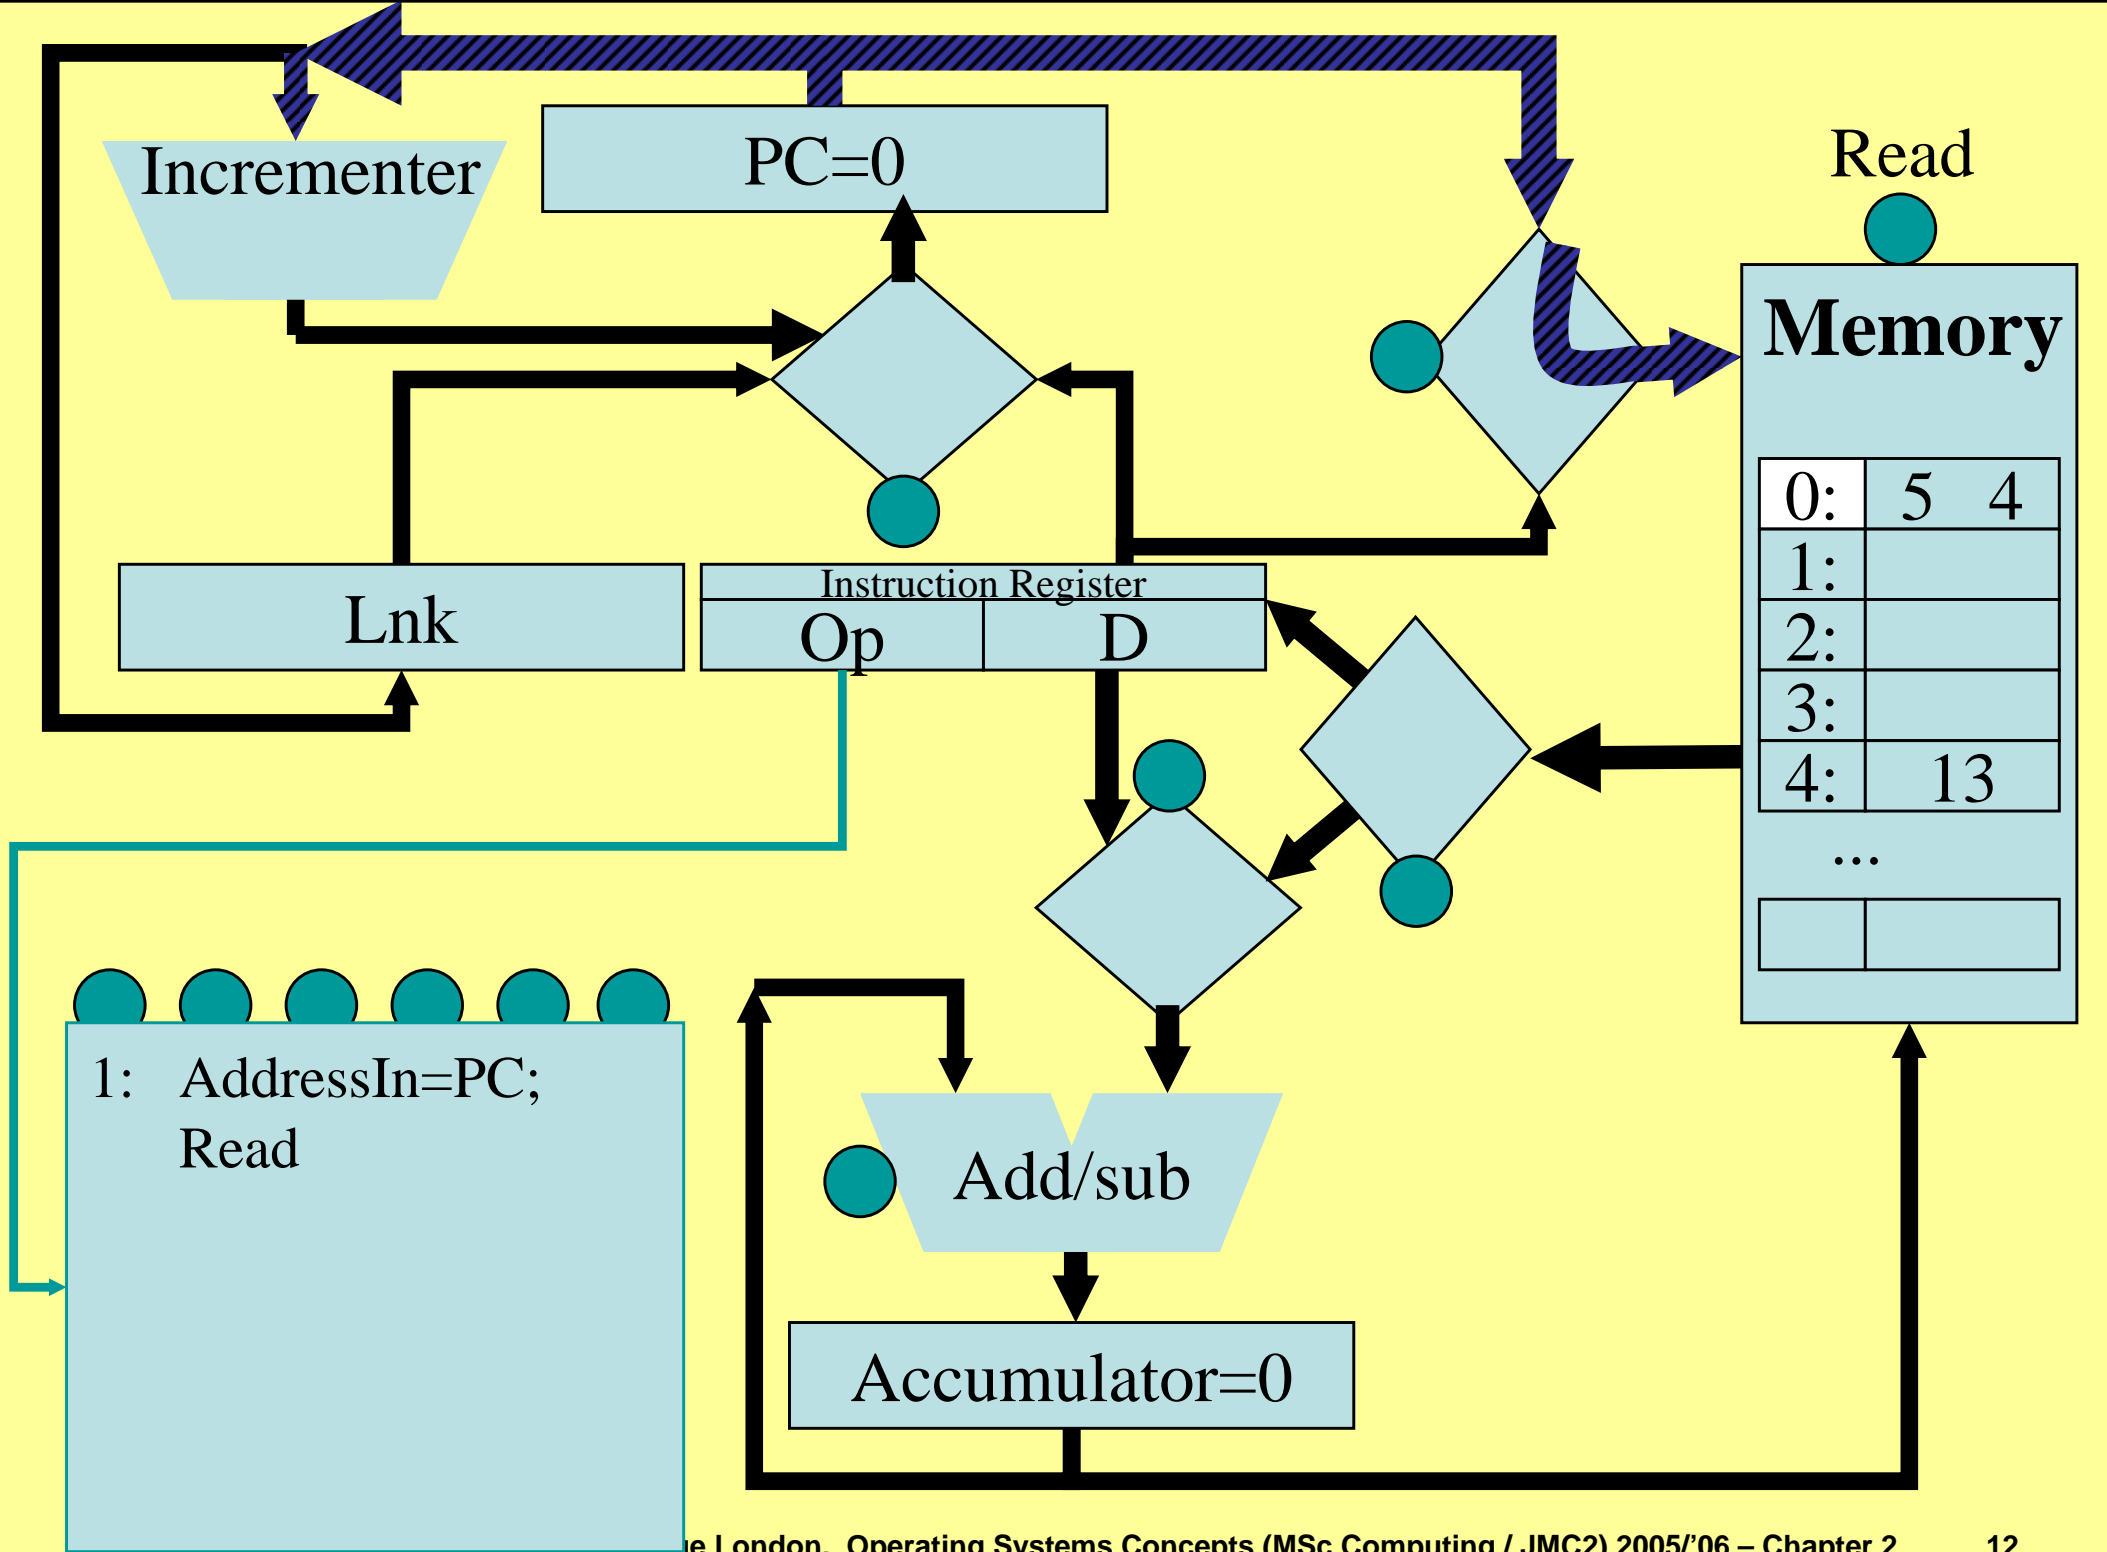 Incrementer
PC=0
Read
Memory
0: 5 4
1:
2:
3:
4: 13
...
Lnk
Instruction Register
Op D
1: AddressIn=PC;
Read
Add/sub
Accumulator=0
London. Operating Systems Concepts (MSc Computing / JMC2) 2005/'06 – Chapter 2 12